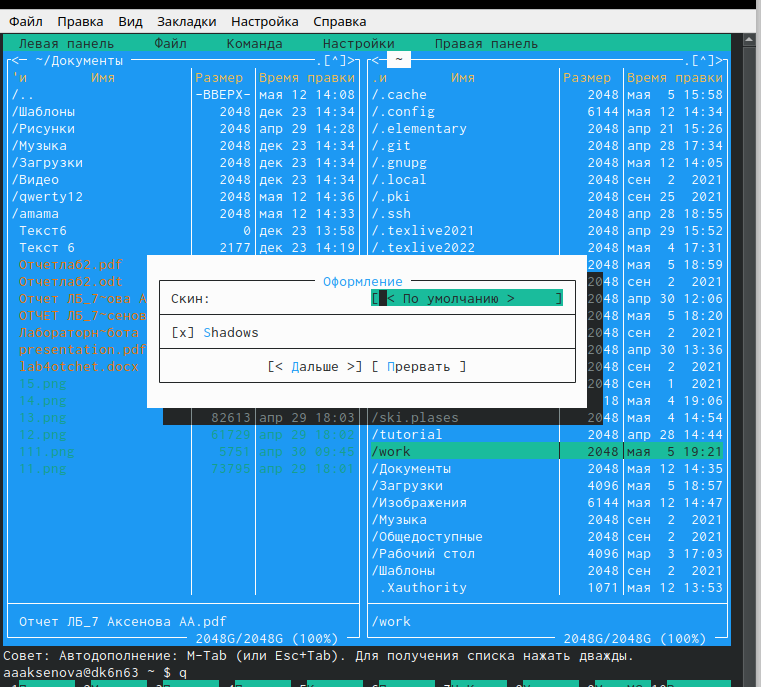 Файл Правка Вид Закладки Настройка Справка
Левая панель Файл Команда Настройки Правая панель
<─ ~/Документы .[^]> <─ ~ .[^]>
'и Имя Размер Время правки .и Имя Размер Время правки
/.. -ВВЕРХ- мая 12 14:08 /.cache 2048 мая 5 15:58
/Шаблоны 2048 дек 23 14:34 /.config 6144 мая 12 14:34
/Рисунки 2048 апр 29 14:28 /.elementary 2048 апр 21 15:26
/Музыка 2048 дек 23 14:34 /.git 2048 апр 28 17:34
/Загрузки 2048 дек 23 14:34 /.gnupg 2048 мая 12 14:05
/Видео 2048 дек 23 14:34 /.local 2048 сен 2 2021
/qwerty12 2048 мая 12 14:36 /.pki 2048 сен 25 2021
/amama 2048 мая 12 14:33 /.ssh 2048 апр 28 18:55
Текст6 0 дек 23 13:58 /.texlive2021 2048 апр 29 15:52
Текст 6 2177 дек 23 14:19 /.texlive2022 2048 мая 4 17:31
Отчетлаб2.pdf 2048 мая 5 18:59
Отчетлаб2.odt Оформление 2048 сен 2 2021
Отчет ЛБ_7~ова А Скин: [ < По умолчанию > ] 2048 апр 30 12:06
ОТЧЕТ ЛБ_7~сенов 2048 мая 5 18:20
Лабораторн~бота [x] Shadows 2048 сен 2 2021
presentation.pdf 2048 апр 30 13:36
lab4otchet.docx [< Дальше >] [ Прервать ] 2048 сен 2 2021
15.png 2048 сен 1 2021
14.png 18 мая 4 19:06
13.png 82613 апр 29 18:03 /ski.plases 2048 мая 4 14:54
12.png 61729 апр 29 18:02 /tutorial 2048 апр 28 14:44
111.png 5761 апр 30 09:45 /work 2048 мая 5 19:21
11.png 73795 апр 29 18:01 /Документы 2048 мая 12 14:35
/Загрузки 4096 мая 5 18:57
/Изображения 6144 мая 12 14:47
/Музыка 2048 сен 2 2021
/Общедоступные 2048 сен 2 2021
/Рабочий стол 4096 мар 3 17:03
/Шаблоны 2048 сен 2 2021
.Xauthority 1071 мая 12 13:53
Отчет ЛБ_7 Аксенова АА.pdf /work
2048G/2048G (100%) 2048G/2048G (100%)
Совет: Автодополнение: M-Tab (или Esc+Tab). Для получения списка нажать дважды.
aaaksenova@dk6n63 ~ $ q